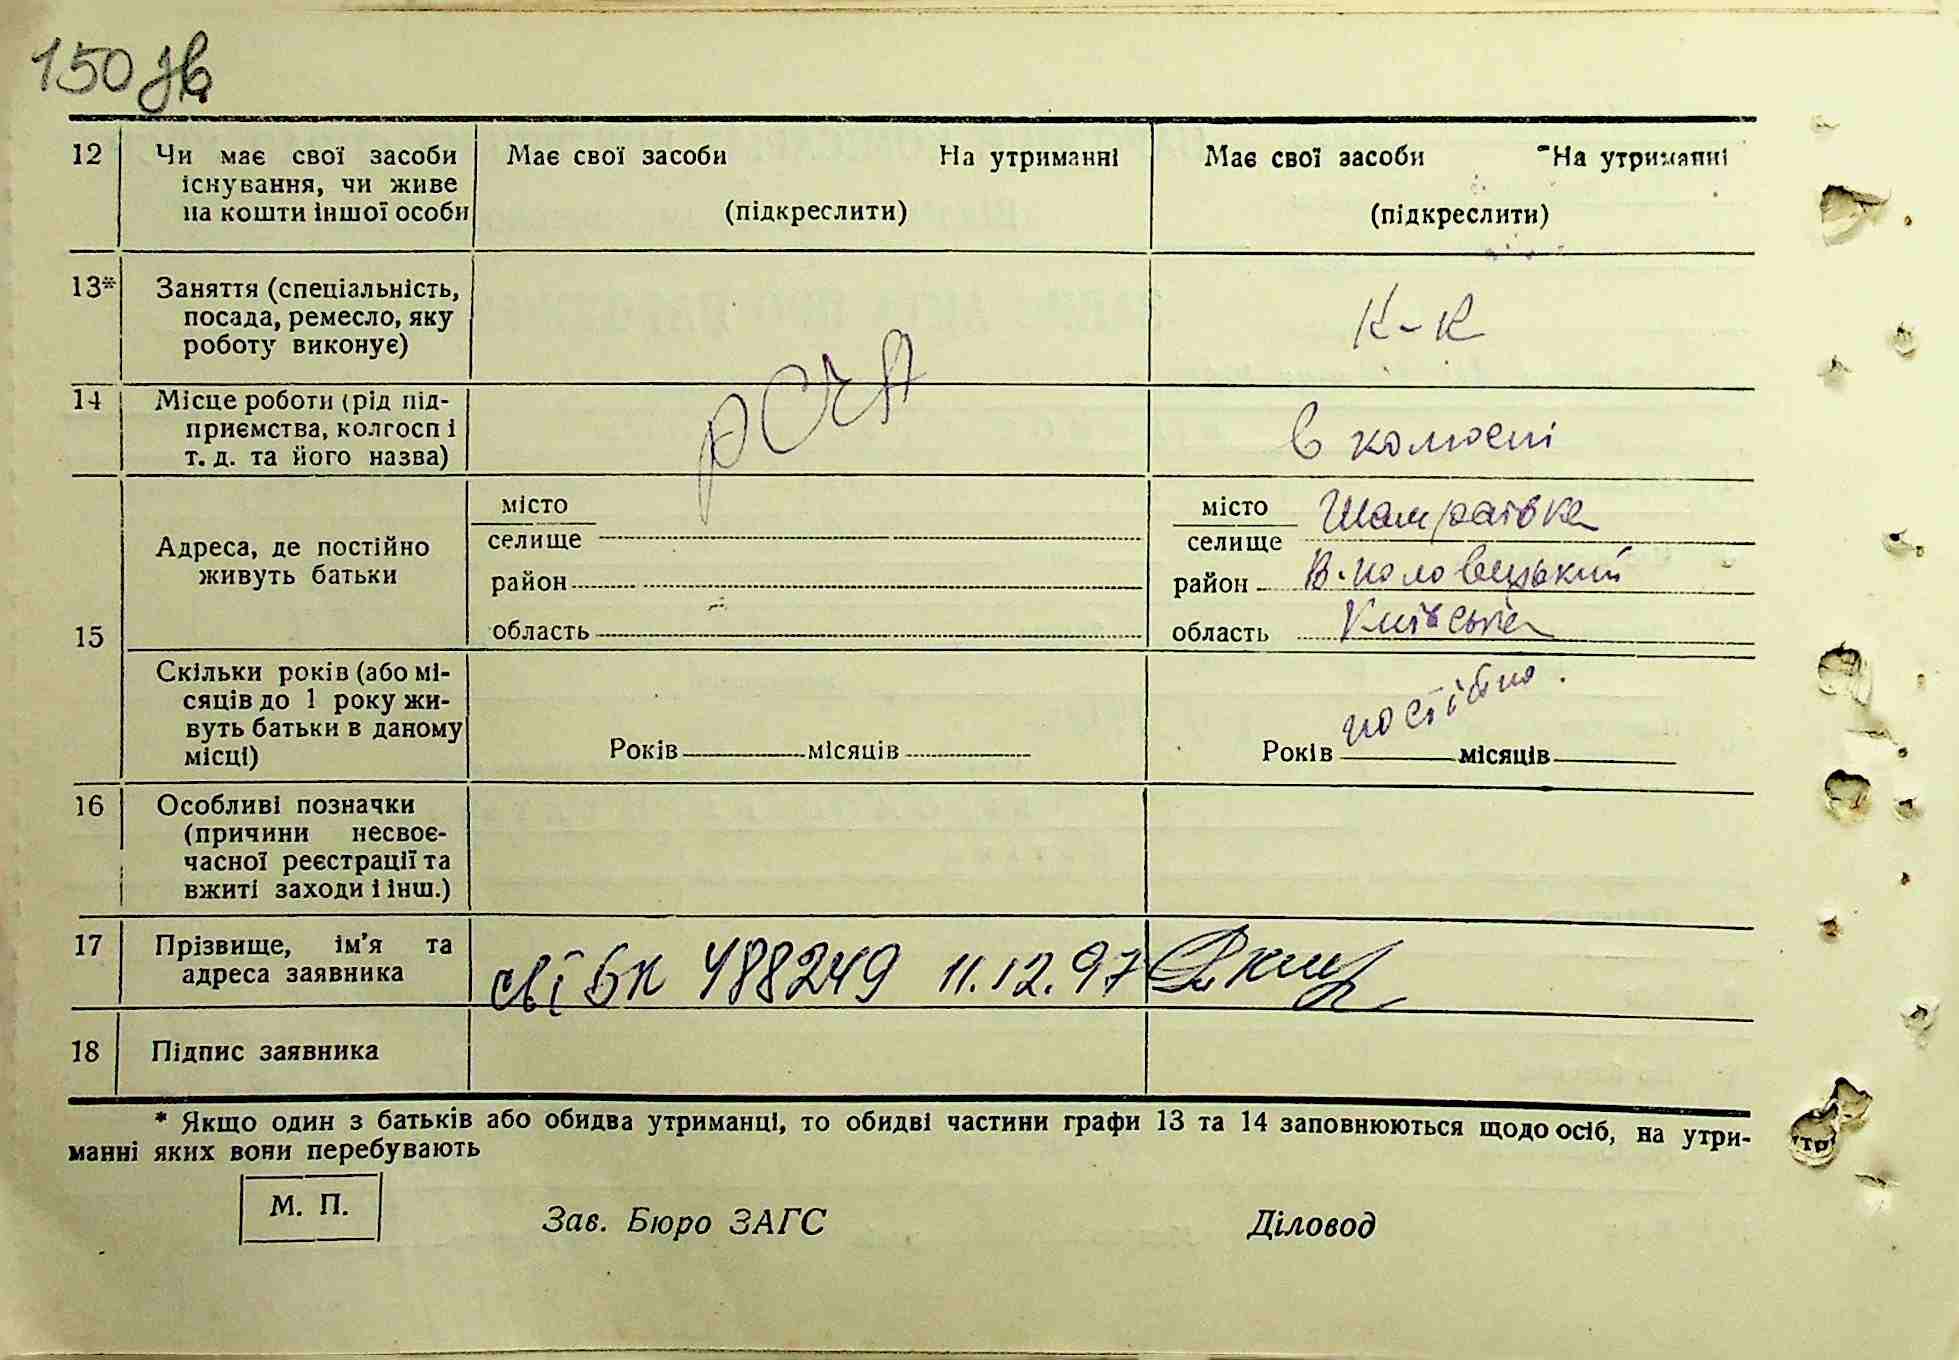 150 зв
12 Чи має свої засоби існування, чи живе на кошти іншої особи
Має свої засоби На утриманні
(підкреслити)
Має свої засоби На утриманні
(підкреслити)
13* Заняття (спеціальність, посада, ремесло, яку роботу виконує)
к-к
РСЧА
14 Місце роботи (рід підприємства, колгосп і т. д. та його назва)
в колгоспі
15 Адреса, де постійно живуть батьки
місто
селище
район
область
місто Шамраївка
селище
район В.Половецький
область Київська
Скільки років (або місяців до 1 року живуть батьки в даному місці)
Років місяців
постійно.
Років місяців
16 Особливі позначки
(причини несвоєчасної реєстрації та вжиті заходи і інш.)
17 Прізвище, ім'я та адреса заявника
БК 488249 11.12.97
18 Підпис заявника
* Якщо один з батьків або обидва утриманці, то обидві частини графи 13 та 14 заповнюються щодо осіб, на утри-
манні яких вони перебувають
М. П.
Зав. Бюро ЗАГС Діловод